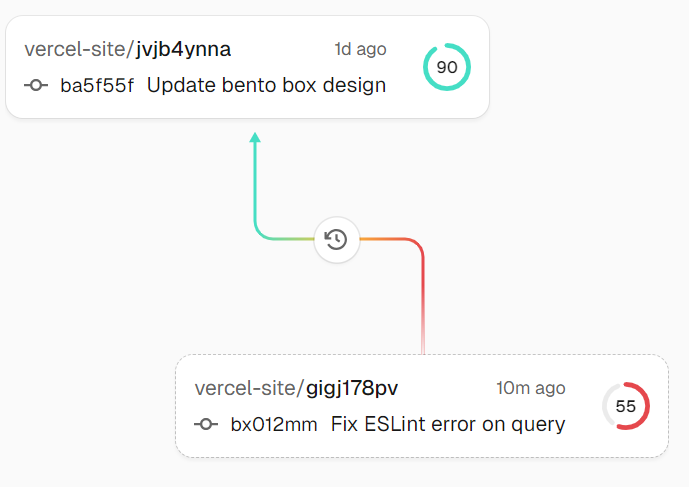 vercel-site/jvjb4ynna 1d ago
90
ba5f55f Update bento box design
vercel-site/gigj178pv 10m ago
55
bx012mm Fix ESLint error on query